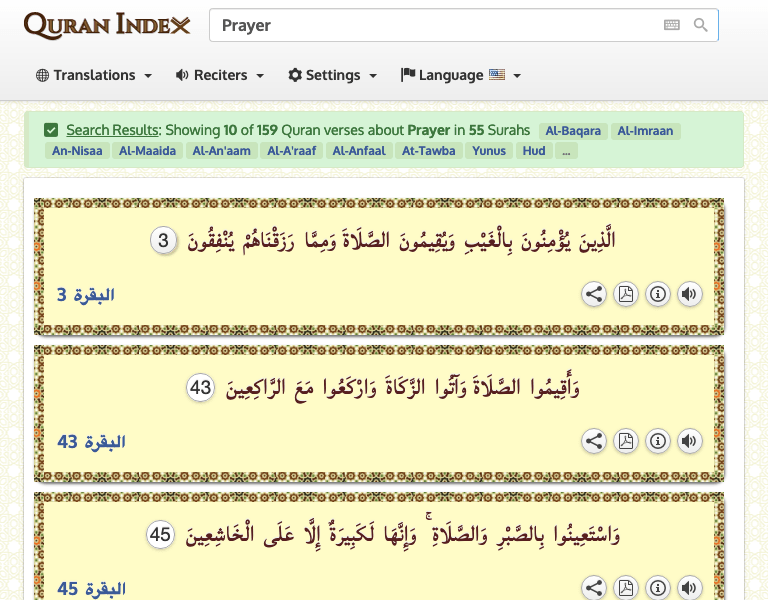 QURAN INDEX
Prayer
Translations Reciters Settings Language
Search Results: Showing 10 of 159 Quran verses about Prayer in 55 Surahs Al-Baqara Al-Imraan
An-Nisaa Al-Maaida Al-An'aam Al-A'raaf Al-Anfaal At-Tawba Yunus Hud ...
الَّذِينَ يُؤْمِنُونَ بِالْغَيْبِ وَيُقِيمُونَ الصَّلَاةَ وَمِمَّا رَزَقْنَاهُمْ يُنْفِقُونَ 3
البقرة 3
وَأَقِيمُوا الصَّلَاةَ وَآتُوا الزَّكَاةَ وَارْكَعُوا مَعَ الرَّاكِعِينَ 43
البقرة 43
وَاسْتَعِينُوا بِالصَّبْرِ وَالصَّلَاةِ ۚ وَإِنَّهَا لَكَبِيرَةٌ إِلَّا عَلَى الْخَاشِعِينَ 45
البقرة 45